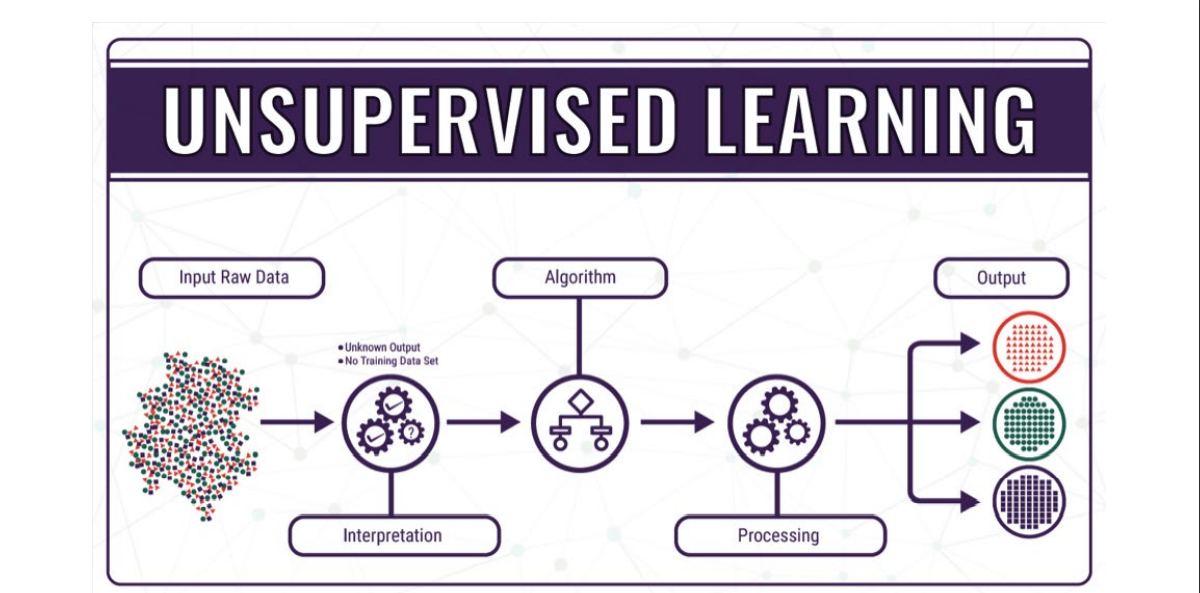 UNSUPERVISED LEARNING
Input Raw Data
Algorithm
Output
●Unknown Output
●No Training Data Set
?
Interpretation
Processing